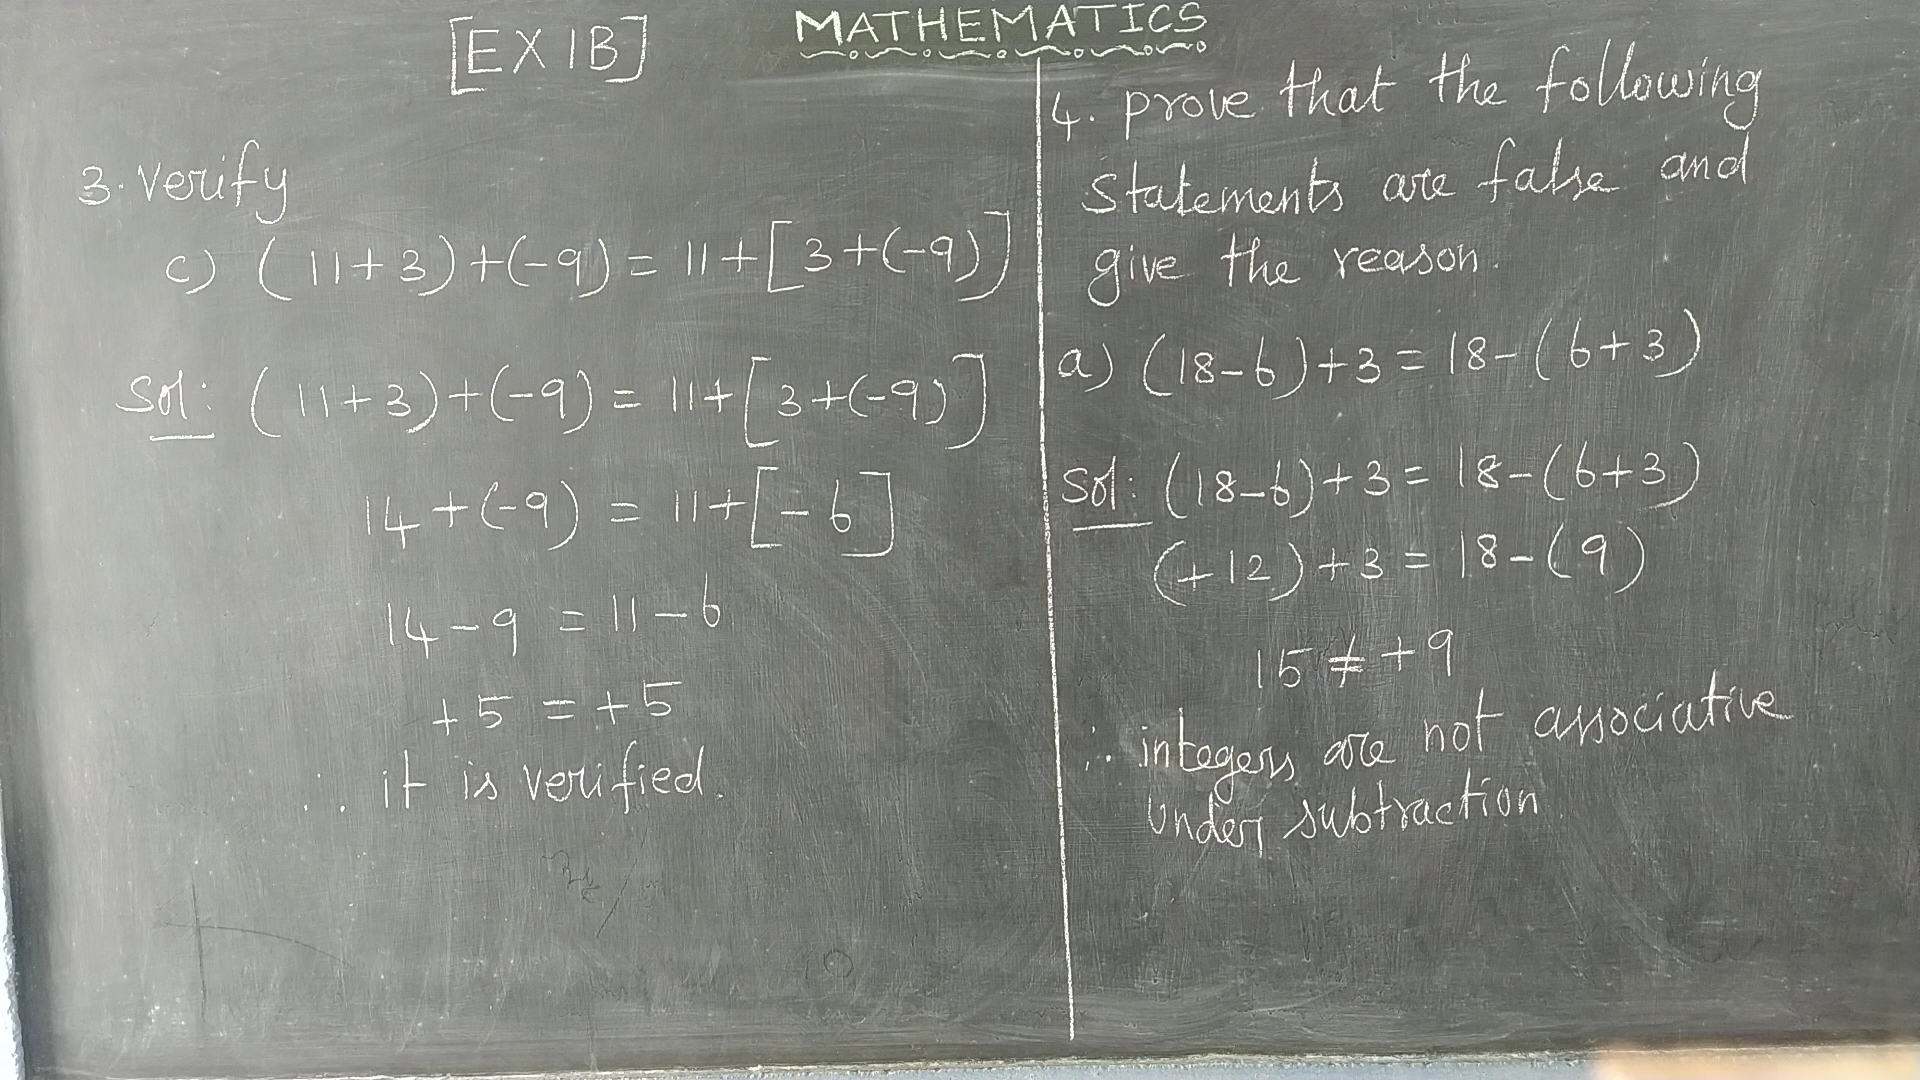 MATHEMATICS
[EX 1B]
3. Verify
c) (11+3)+(-9) = 11+[3+(-9)]
Sol: (11+3)+(-9) = 11+[3+(-9)]
14+(-9) = 11+[-6]
14-9 = 11-6
+5 = +5
∴ it is verified.
4. prove that the following
statements are false and
give the reason.
a) (18-6)+3 = 18-(6+3)
Sol: (18-6)+3 = 18-(6+3)
(+12)+3 = 18-(9)
15 ≠ +9
∴ integers are not associative
under subtraction